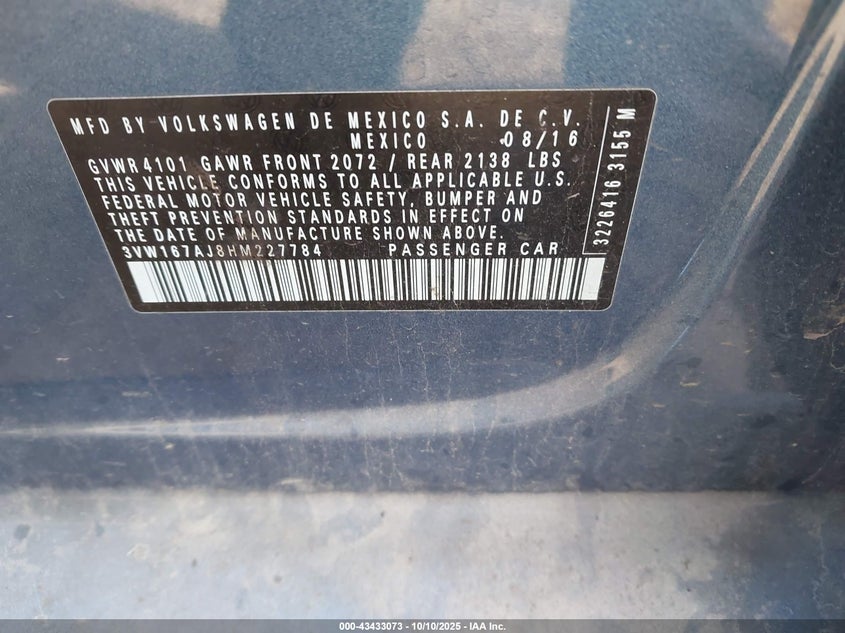 MFD BY VOLKSWAGEN DE MEXICO S.A. DE C.V.
MEXICO 08/16
GVWR 4101 GAWR FRONT 2072 / REAR 2138 LBS
THIS VEHICLE CONFORMS TO ALL APPLICABLE U.S.
FEDERAL MOTOR VEHICLE SAFETY, BUMPER AND
THEFT PREVENTION STANDARDS IN EFFECT ON
THE DATE OF MANUFACTURE SHOWN ABOVE.
3VW167AJ8HM227784 PASSENGER CAR
3226416 3155 M
000-43433073 - 10/10/2025 - IAA Inc.